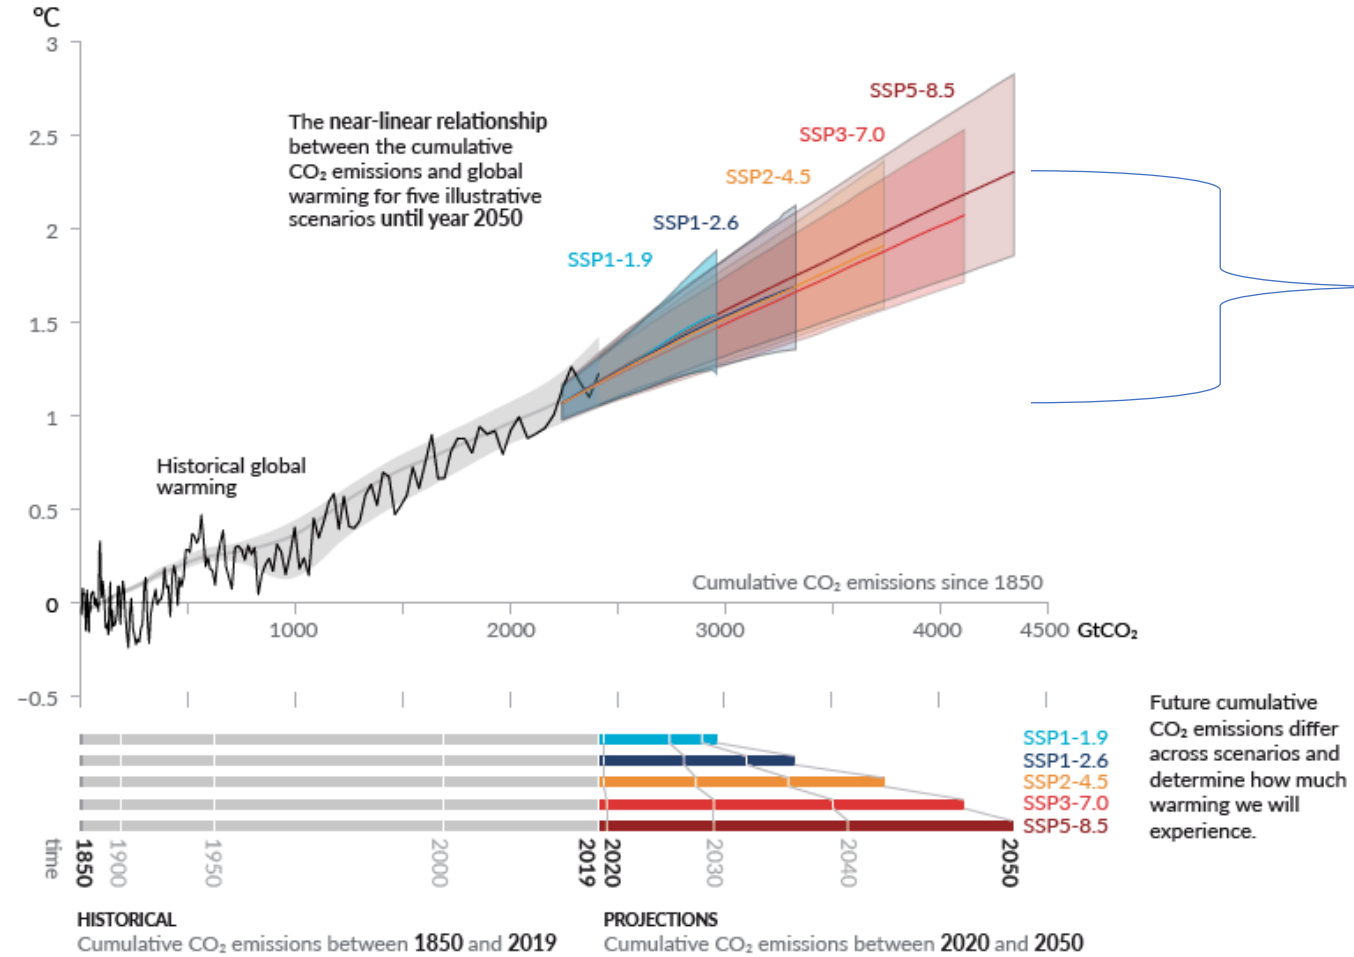 °C
3
2.5
2
1.5
1
0.5
0
−0.5
The near-linear relationship
between the cumulative
CO₂ emissions and global
warming for five illustrative
scenarios until year 2050
SSP5-8.5
SSP3-7.0
SSP2-4.5
SSP1-2.6
SSP1-1.9
Historical global
warming
Cumulative CO₂ emissions since 1850
1000 2000 3000 4000 4500 GtCO₂
Future cumulative
CO₂ emissions differ
across scenarios and
determine how much
warming we will
experience.
SSP1-1.9
SSP1-2.6
SSP2-4.5
SSP3-7.0
SSP5-8.5
time 1850 1900 1950 2000 2019 2020 2030 2040 2050
HISTORICAL
Cumulative CO₂ emissions between 1850 and 2019
PROJECTIONS
Cumulative CO₂ emissions between 2020 and 2050